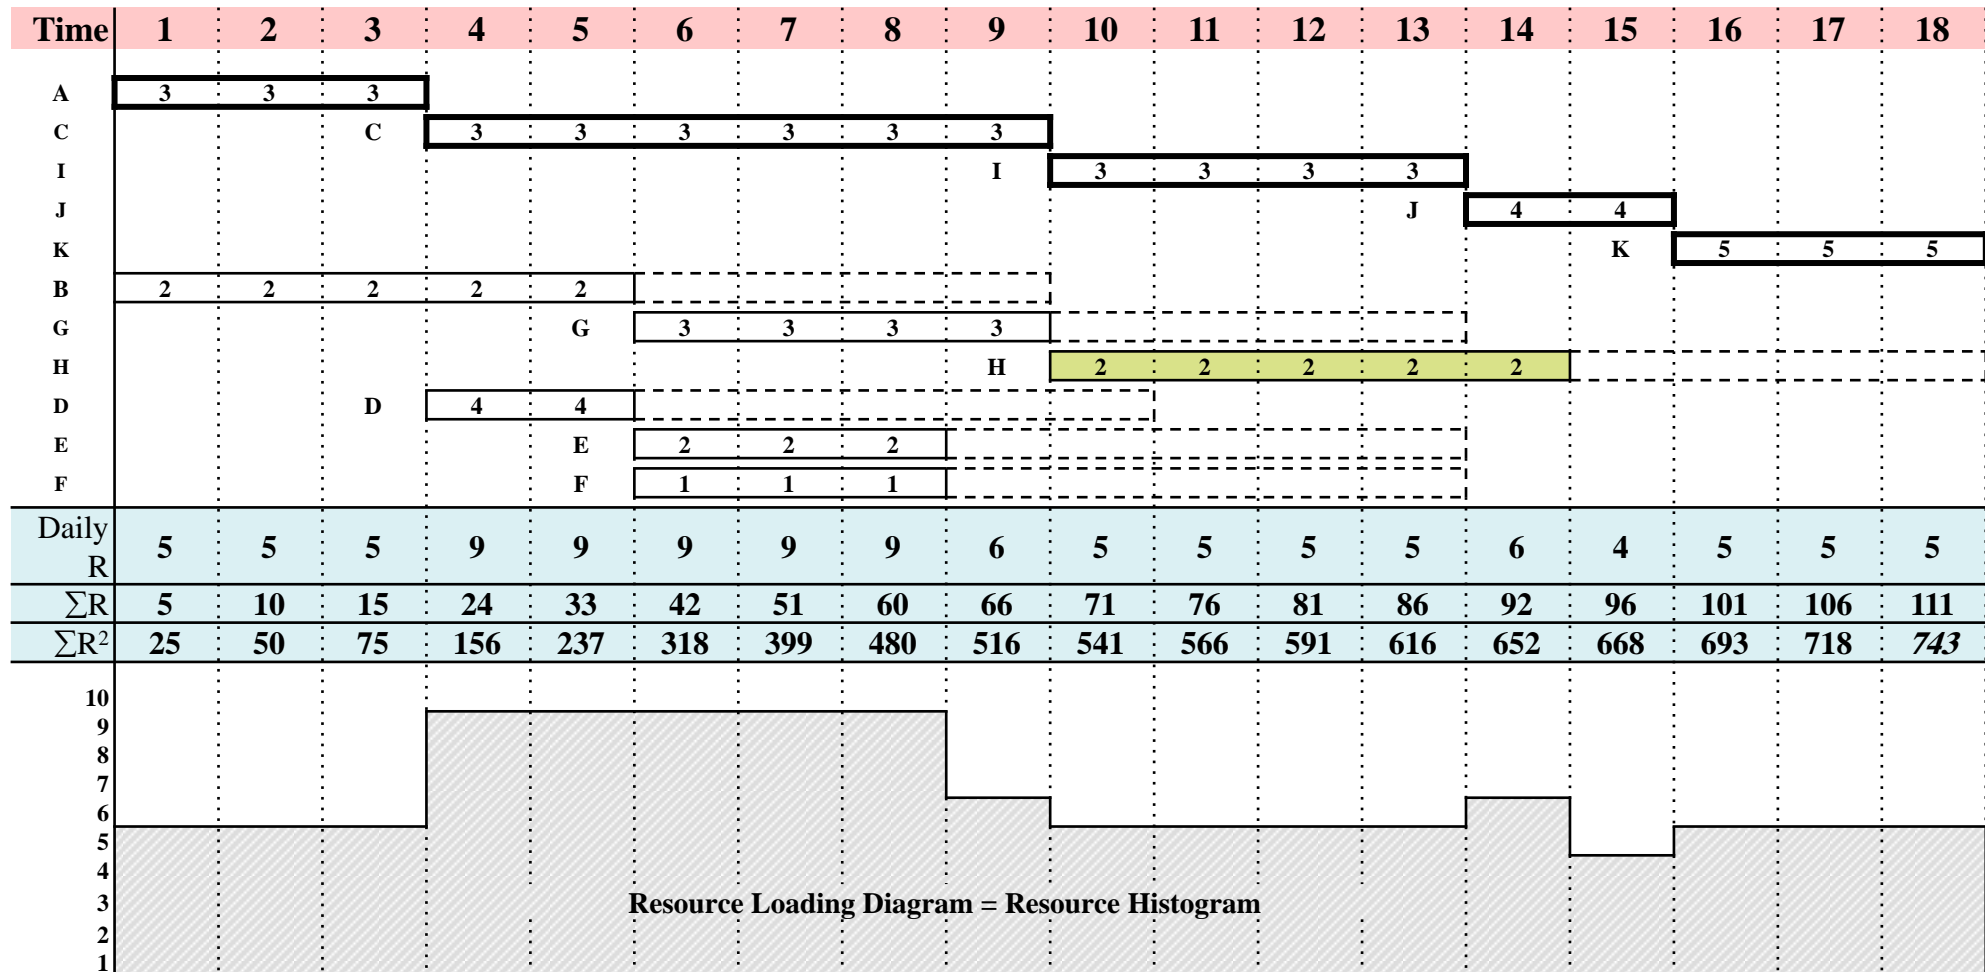 Time 1 2 3 4 5 6 7 8 9 10 11 12 13 14 15 16 17 18
A 3 3 3
C C 3 3 3 3 3 3
I I 3 3 3 3
J J 4 4
K K 5 5 5
B 2 2 2 2 2
G 3 3 3 3
H H 2 2 2 2 2
D D 4 4
E E 2 2 2
F F 1 1 1
Daily
R 5 5 5 9 9 9 9 9 6 5 5 5 5 6 4 5 5 5
∑R 5 10 15 24 33 42 51 60 66 71 76 81 86 92 96 101 106 111
∑R² 25 50 75 156 237 318 399 480 516 541 566 591 616 652 668 693 718 743
10
9
8
7
6
5
4
3 Resource Loading Diagram = Resource Histogram
2
1